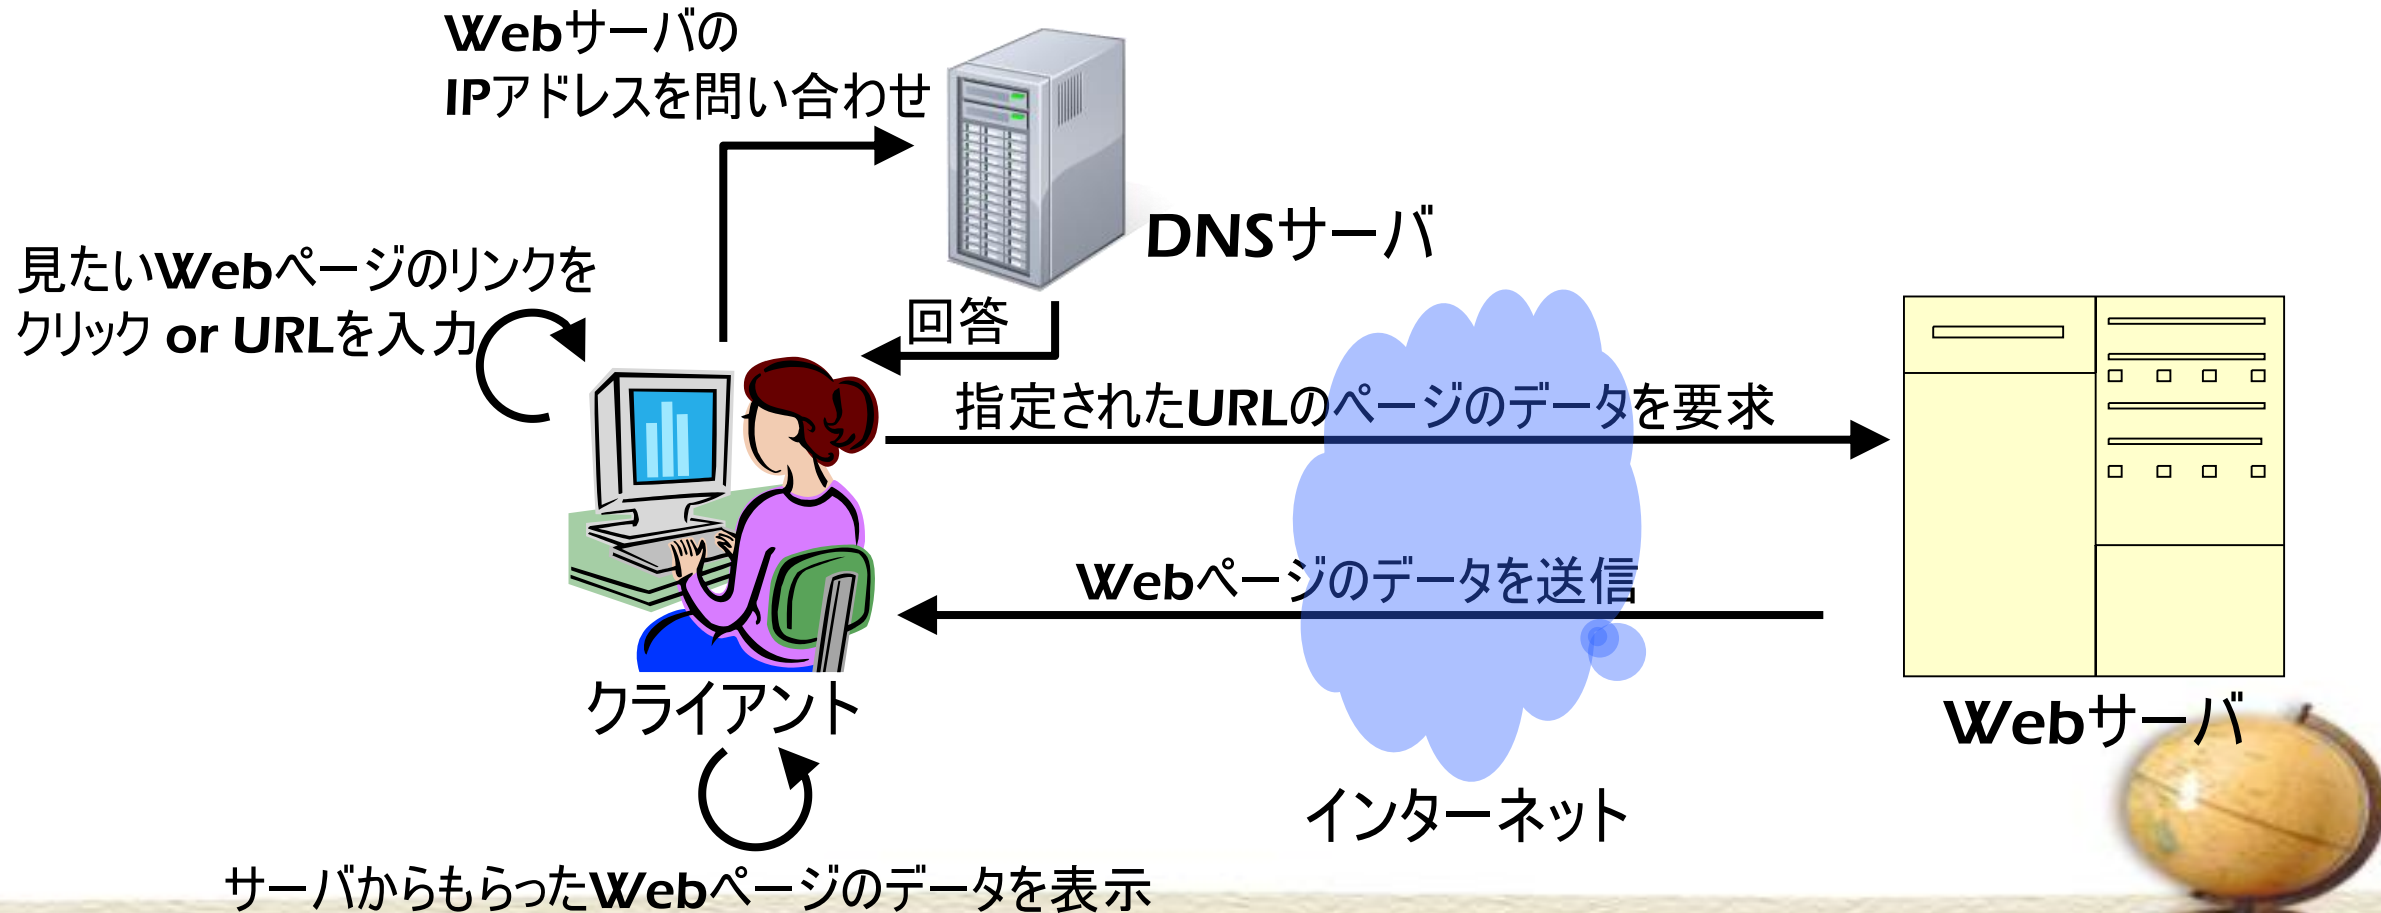 Webサーバの
IPアドレスを問い合わせ
DNSサーバ
見たいWebページのリンクを
クリック or URLを入力
回答
指定されたURLのページのデータを要求
Webページのデータを送信
クライアント
Webサーバ
インターネット
サーバからもらったWebページのデータを表示